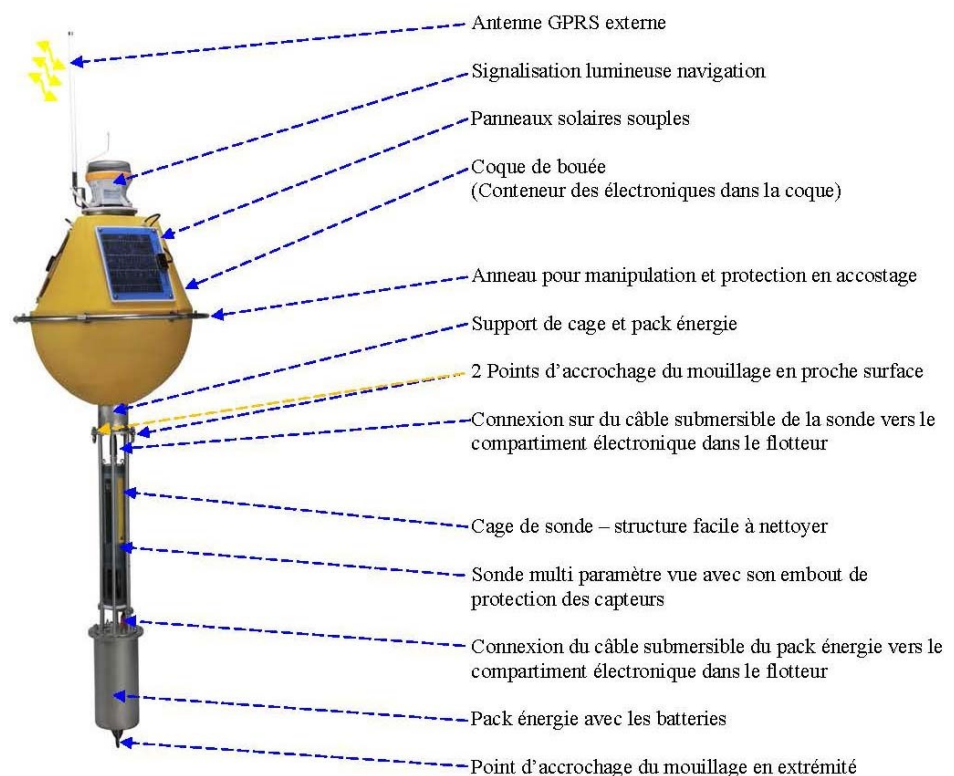 Antenne GPRS externe
Signalisation lumineuse navigation
Panneaux solaires souples
Coque de bouée
(Conteneur des électroniques dans la coque)
Anneau pour manipulation et protection en accostage
Support de cage et pack énergie
2 Points d’accrochage du mouillage en proche surface
Connexion sur du câble submersible de la sonde vers le
compartiment électronique dans le flotteur
Cage de sonde – structure facile à nettoyer
Sonde multi paramètre vue avec son embout de
protection des capteurs
Connexion du câble submersible du pack énergie vers le
compartiment électronique dans le flotteur
Pack énergie avec les batteries
Point d’accrochage du mouillage en extrémité